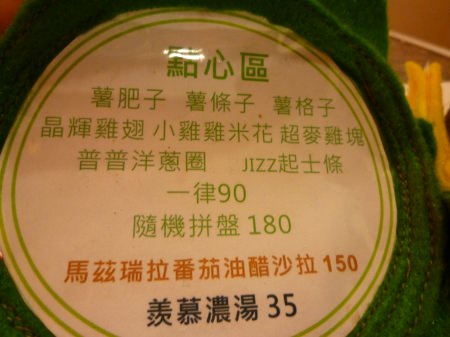 點心區
薯肥子 薯條子 薯格子
晶輝雞翅 小雞雞米花 超麥雞塊
普普洋蔥圈 JIZZ起士條
一律90
隨機拼盤 180
馬茲瑞拉番茄油醋沙拉 150
羨慕濃湯 35